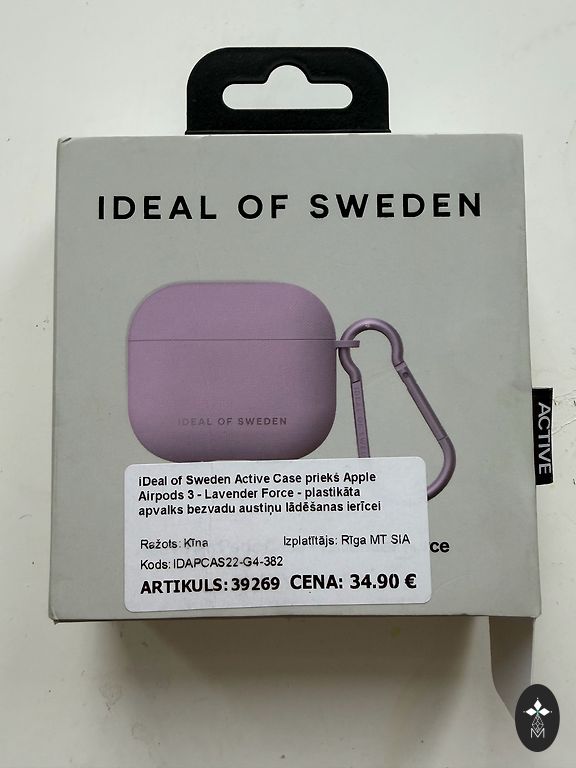 IDEAL OF SWEDEN
IDEAL OF SWEDEN
ACTIVE
iDeal of Sweden Active Case priekš Apple
Airpods 3 - Lavender Force - plastikāta
apvalks bezvadu austiņu lādēšanas ierīcei
Ražots: Ķīna Izplatītājs: Rīga MT SIA
Kods: IDAPCAS22-G4-382
ARTIKULS: 39269 CENA: 34.90 €
ce
M